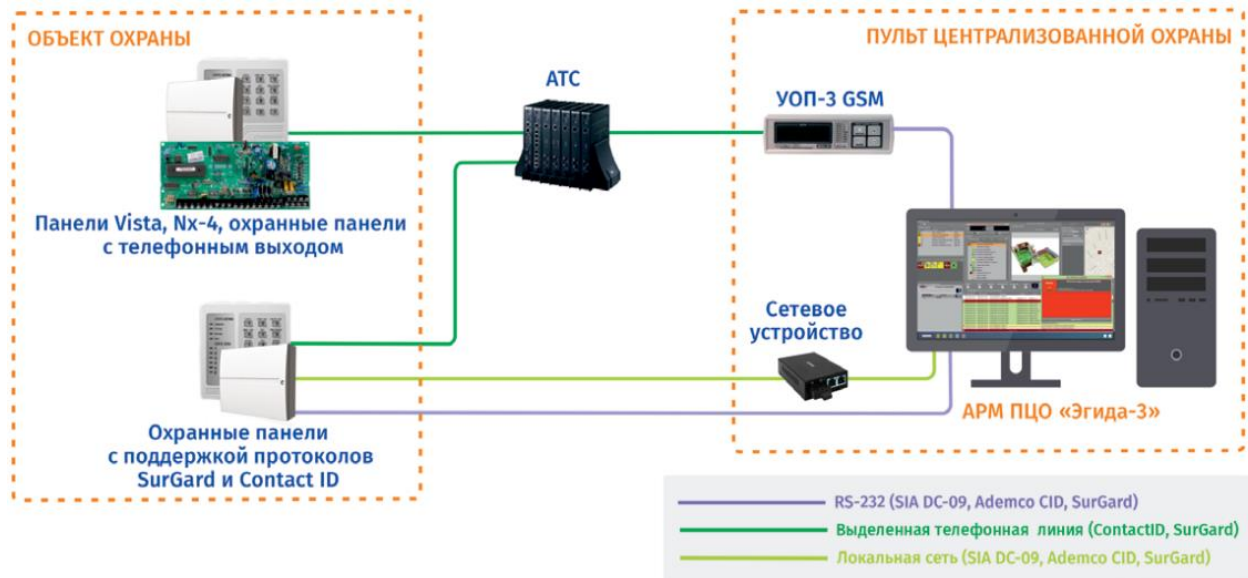 ОБЪЕКТ ОХРАНЫ
ПУЛЬТ ЦЕНТРАЛИЗОВАННОЙ ОХРАНЫ
АТС
УОП-3 GSM
Панели Vista, Nx-4, охранные панели
с телефонным выходом
Сетевое
устройство
АРМ ПЦО «Эгида-3»
Охранные панели
с поддержкой протоколов
SurGard и Contact ID
RS-232 (SIA DC-09, Ademco CID, SurGard)
Выделенная телефонная линия (ContactID, SurGard)
Локальная сеть (SIA DC-09, Ademco CID, SurGard)